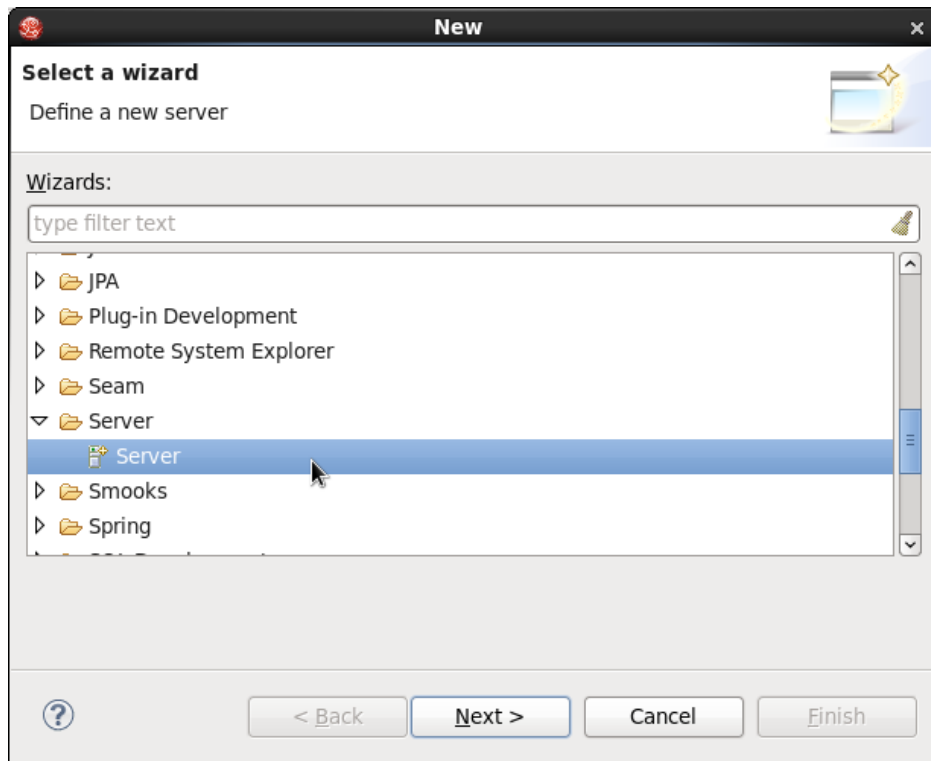 New
Select a wizard
Define a new server
Wizards:
type filter text
JPA
Plug-in Development
Remote System Explorer
Seam
Server
Server
Smooks
Spring
< Back
Next >
Cancel
Finish